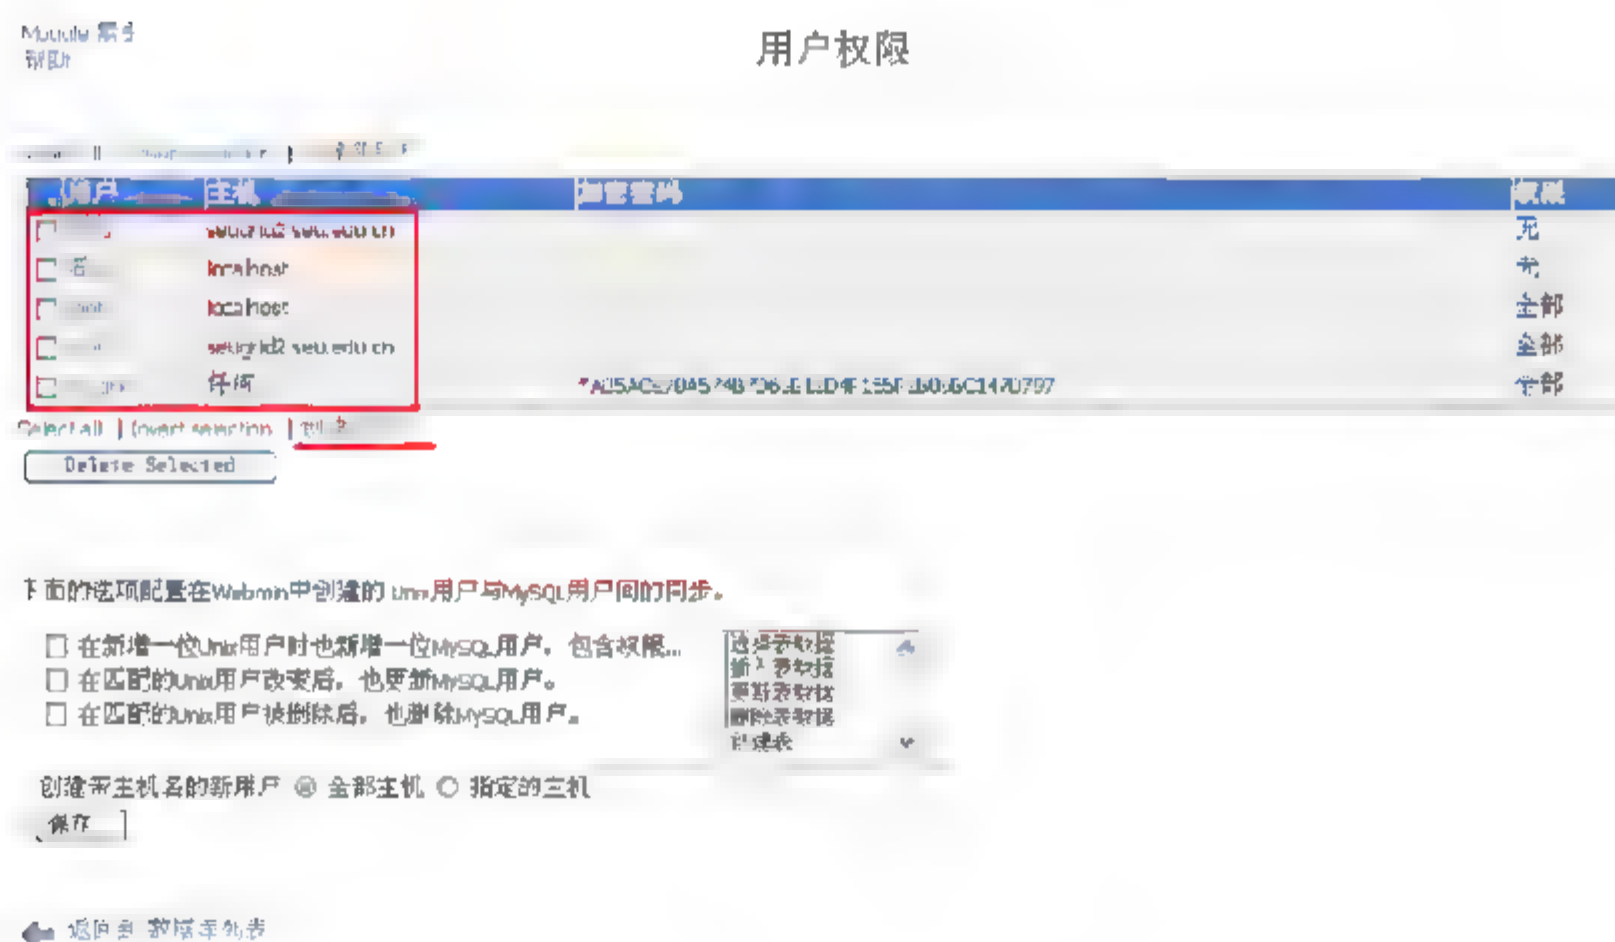 Module 索引
帮助
用户权限
用户 主机 加密密码 权限
seugrid2.seu.edu.cn 无
localhost 无
localhost 全部
seugrid2.seu.edu.cn 全部
任何 全部
Select all | Invert selection |
Delete Selected
下面的选项配置在Webmin中创建的 Unix用户与MySQL用户间的同步。
在新增一位Unix用户时也新增一位MySQL用户，包含权限...
选择表数据
插入表数据
在匹配的Unix用户改变后，也更新MySQL用户。
更新表数据
在匹配的Unix用户被删除后，也删除MySQL用户。
删除表数据
创建表
创建带主机名的新用户 全部主机 指定的主机
保存
返回到 数据库列表